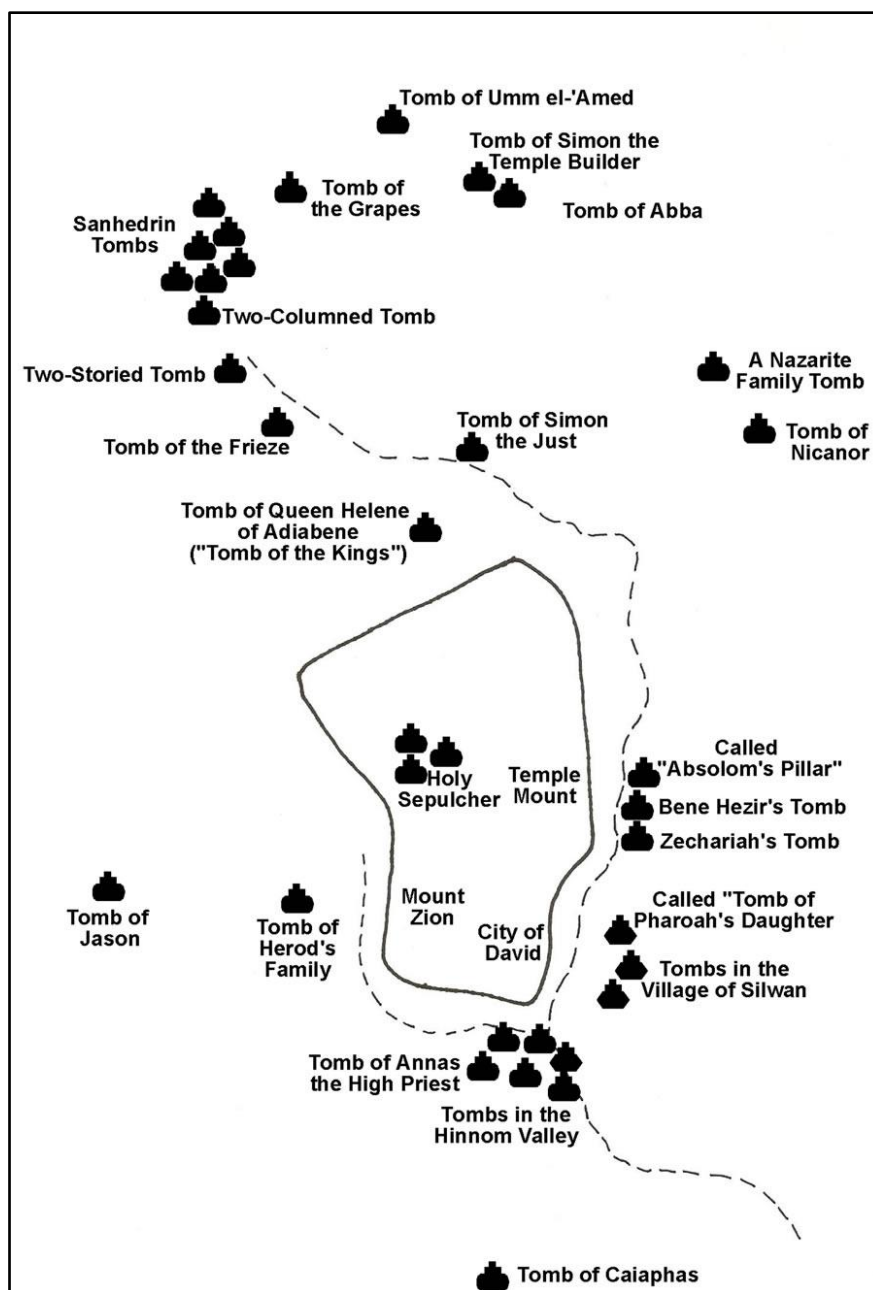 Tomb of Umm el-'Amed
Tomb of Simon the
Temple Builder
Tomb of
the Grapes
Tomb of Abba
Sanhedrin
Tombs
Two-Columned Tomb
Two-Storied Tomb
A Nazarite
Family Tomb
Tomb of the Frieze
Tomb of Simon
the Just
Tomb of
Nicanor
Tomb of Queen Helene
of Adiabene
("Tomb of the Kings")
Holy
Sepulcher
Temple
Mount
Called
"Absolom's Pillar"
Bene Hezir's Tomb
Zechariah's Tomb
Tomb of
Jason
Tomb of
Herod's
Family
Mount
Zion
City of
David
Called "Tomb of
Pharoah's Daughter
Tombs in the
Village of Silwan
Tomb of Annas
the High Priest
Tombs in the
Hinnom Valley
Tomb of Caiaphas